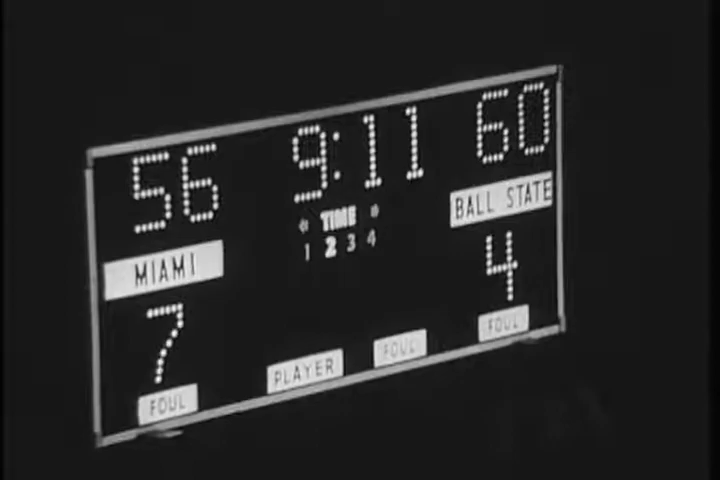 56 9:11 60
TIME
1 2 3 4
MIAMI BALL STATE
7 4
FOUL PLAYER FOUL FOUL